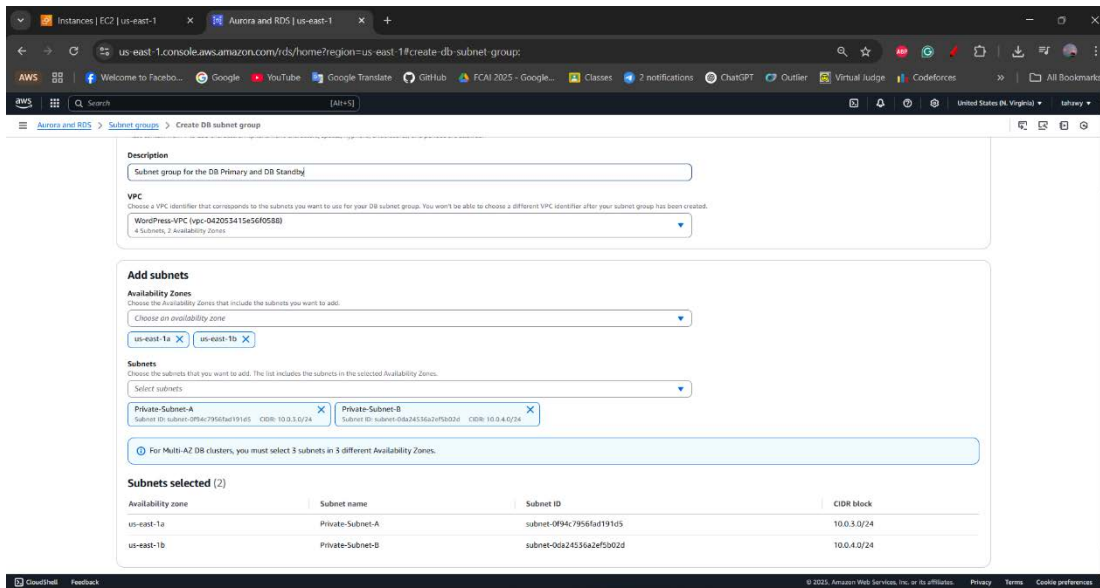 Instances | EC2 | us-east-1
Aurora and RDS | us-east-1
us-east-1.console.aws.amazon.com/rds/home?region=us-east-1#create-db-subnet-group:
AWS Welcome to Facebo... Google YouTube Google Translate GitHub FCAI 2025 - Google... Classes 2 notifications ChatGPT Outlier Virtual Judge Codeforces » All Bookmarks
aws Search [Alt+S] United States (N. Virginia) tahawy
Aurora and RDS > Subnet groups > Create DB subnet group
Description
Subnet group for the DB Primary and DB Standby
VPC
Choose a VPC identifier that corresponds to the subnets you want to use for your DB subnet group. You won't be able to choose a different VPC identifier after your subnet group has been created.
WordPress-VPC (vpc-042053415e56f0588)
4 Subnets, 2 Availability Zones
Add subnets
Availability Zones
Choose the Availability Zones that include the subnets you want to add.
Choose an availability zone
us-east-1a us-east-1b
Subnets
Choose the subnets that you want to add. The list includes the subnets in the selected Availability Zones.
Select subnets
Private-Subnet-A Private-Subnet-B
Subnet ID: subnet-0f94c7956fad191d5 CIDR: 10.0.3.0/24 Subnet ID: subnet-0da24536a2ef5b02d CIDR: 10.0.4.0/24
For Multi-AZ DB clusters, you must select 3 subnets in 3 different Availability Zones.
Subnets selected (2)
Availability zone Subnet name Subnet ID CIDR block
us-east-1a Private-Subnet-A subnet-0f94c7956fad191d5 10.0.3.0/24
us-east-1b Private-Subnet-B subnet-0da24536a2ef5b02d 10.0.4.0/24
CloudShell Feedback © 2025, Amazon Web Services, Inc. or its affiliates. Privacy Terms Cookie preferences